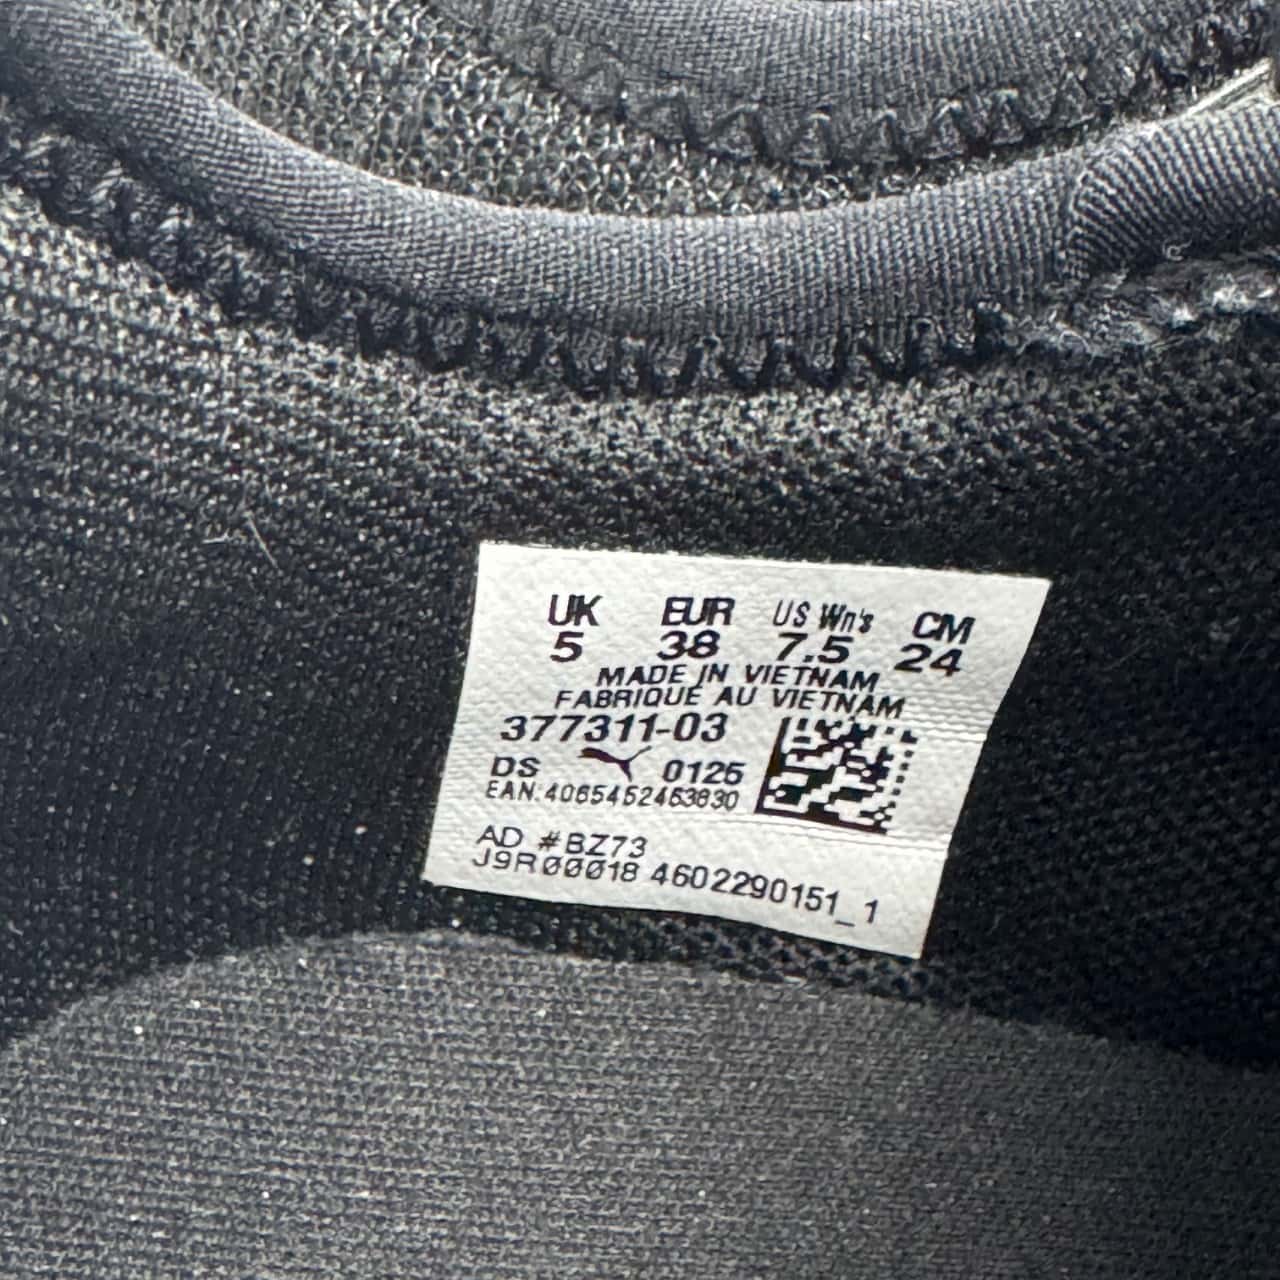 UK EUR US Wn's CM
5 38 7.5 24
MADE IN VIETNAM
FABRIQUÉ AU VIETNAM
377311-03
DS 0125
EAN:4065452463830
AD #BZ73
J9R00018 4602290151_1